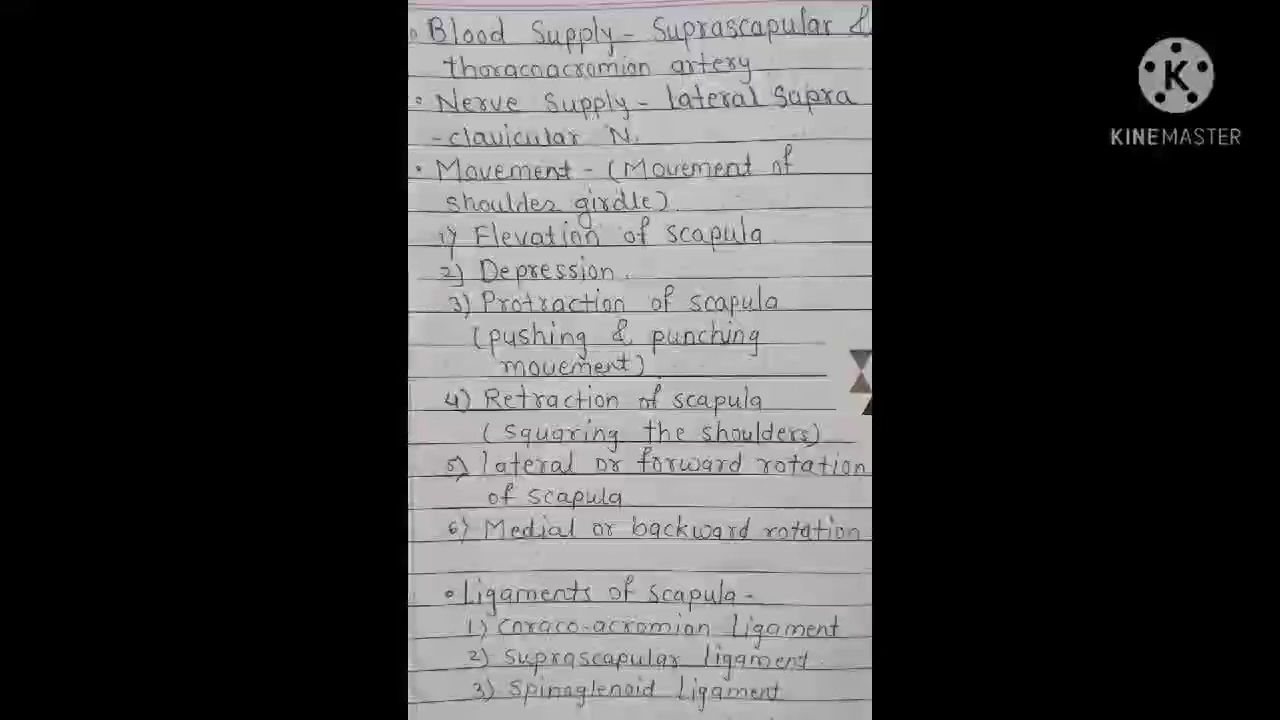 • Blood Supply - Suprascapular &
thoracoacromian artery
• Nerve Supply - lateral Supra
- clavicular N.
• Movement - (Movement of
shoulder girdle)
1) Elevation of scapula
2) Depression.
3) Protraction of scapula
(pushing & punching
movement)
4) Retraction of scapula
(squaring the shoulders)
5) lateral or forward rotation
of scapula
6) Medial or backward rotation
• Ligaments of scapula -
1) Coraco-acromian Ligament
2) Suprascapular Ligament
3) Spinoglenoid Ligament
K
KINEMASTER